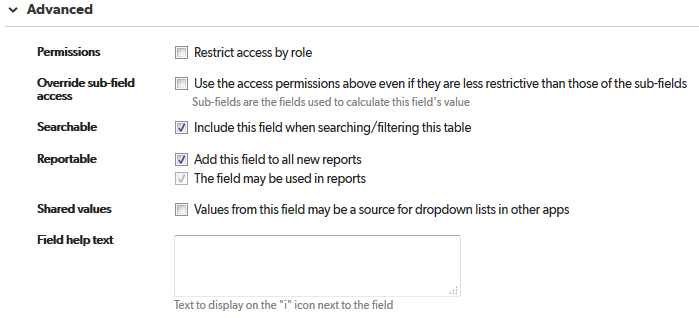 Advanced
Permissions Restrict access by role
Override sub-field access Use the access permissions above even if they are less restrictive than those of the sub-fields
Sub-fields are the fields used to calculate this field's value
Searchable Include this field when searching/filtering this table
Reportable Add this field to all new reports
The field may be used in reports
Shared values Values from this field may be a source for dropdown lists in other apps
Field help text
Text to display on the "i" icon next to the field